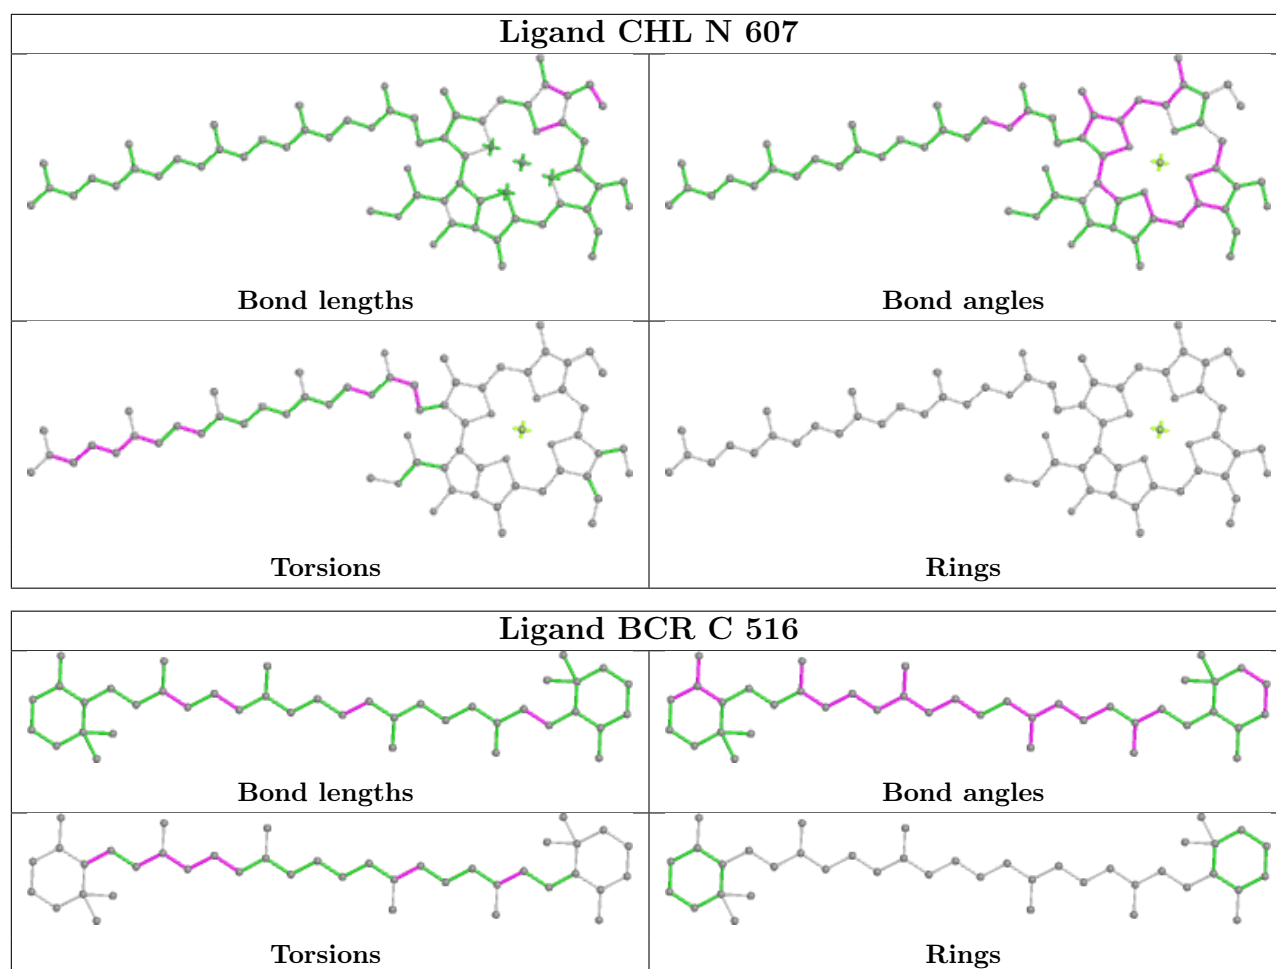 Ligand CHL N 607
Bond lengths
Bond angles
Torsions
Rings
Ligand BCR C 516
Bond lengths
Bond angles
Torsions
Rings